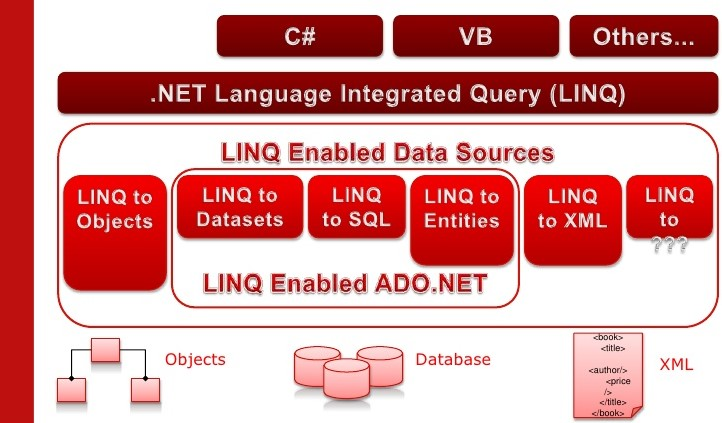 C#
VB
Others...
.NET Language Integrated Query (LINQ)
LINQ Enabled Data Sources
LINQ to
Objects
LINQ to
Datasets
LINQ
to SQL
LINQ to
Entities
LINQ
to XML
LINQ
to
???
LINQ Enabled ADO.NET
Objects
Database
<book>
<title>
<author/>
<price
/>
</title>
</book>
XML